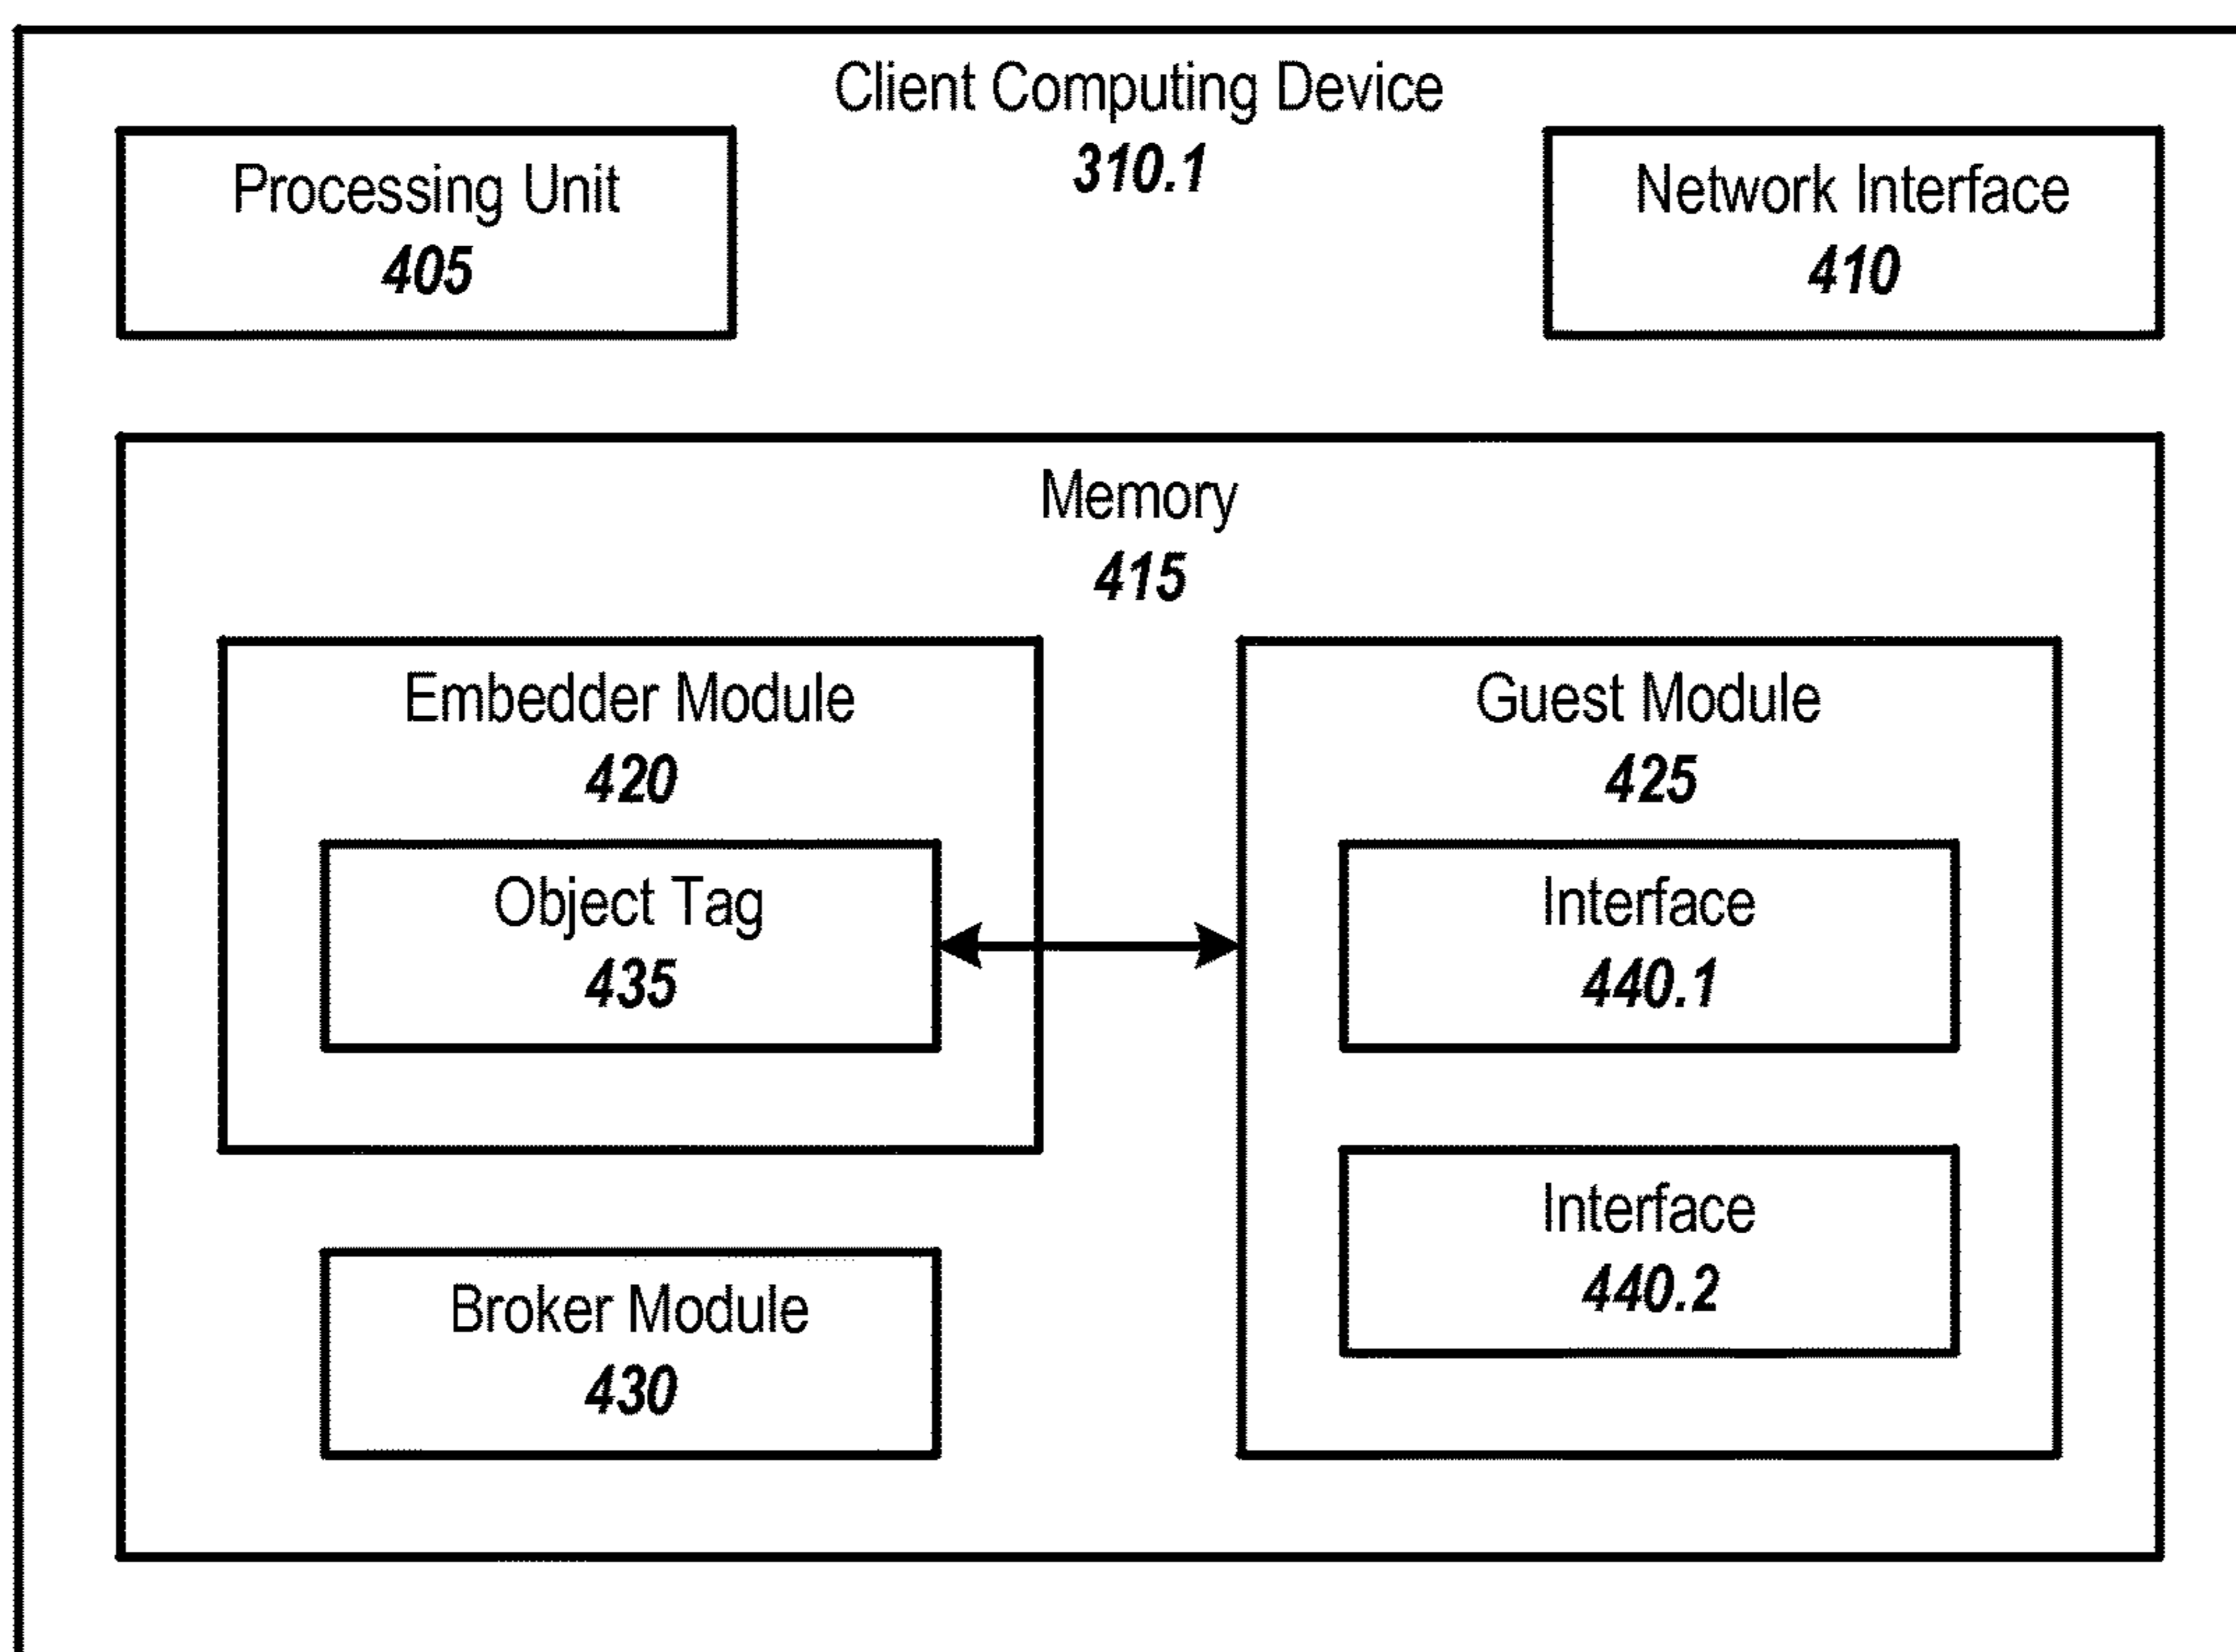 Client Computing Device
310.1
Processing Unit
405
Network Interface
410
Memory
415
Embedder Module
420
Object Tag
435
Broker Module
430
Guest Module
425
Interface
440.1
Interface
440.2